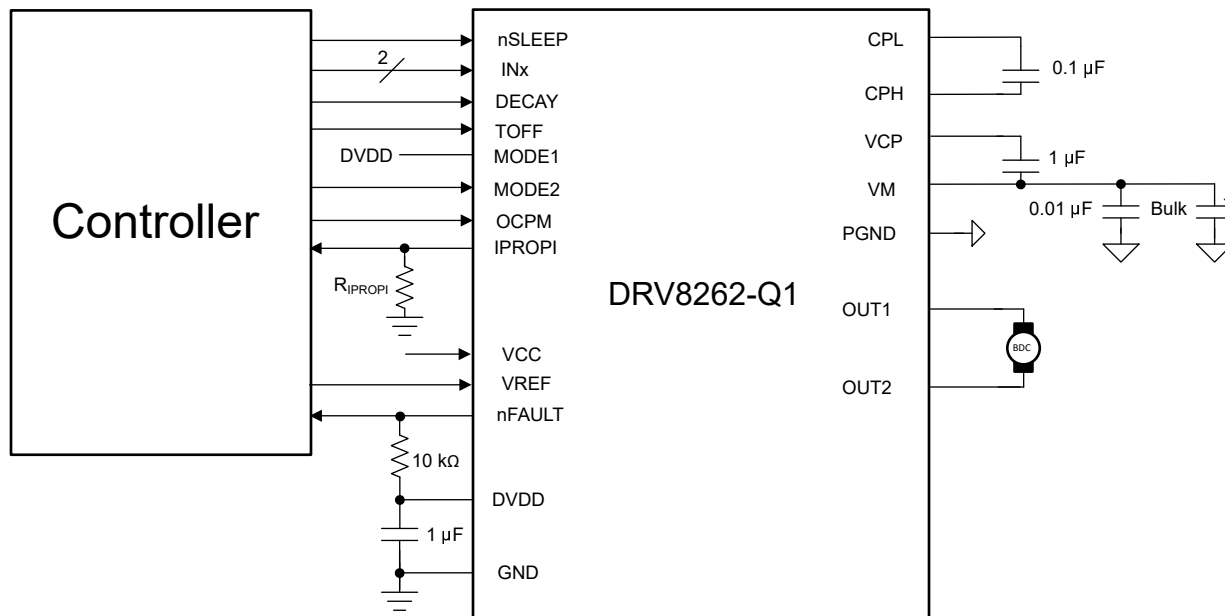 Controller
nSLEEP
2
INx
DECAY
TOFF
DVDD
MODE1
MODE2
OCPM
IPROPI
RIPROPI
VCC
VREF
nFAULT
10 kΩ
DVDD
1 µF
GND
DRV8262-Q1
CPL
0.1 µF
CPH
VCP
1 µF
VM
0.01 µF
Bulk
PGND
OUT1
BDC
OUT2